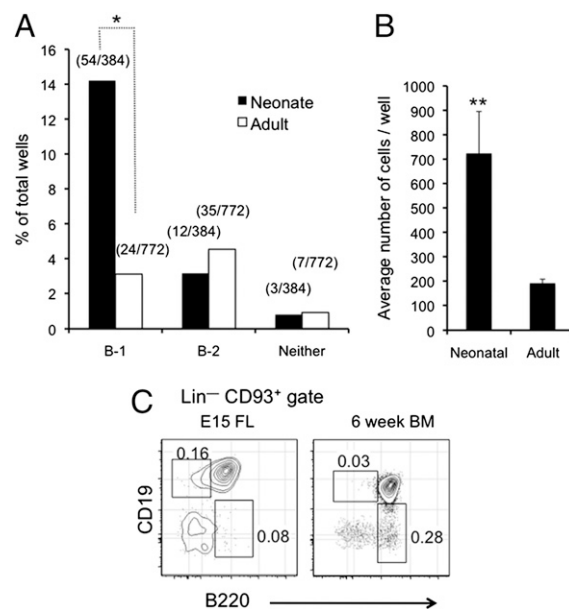 A
*
16
14
12
10
8
6
4
2
0
% of total wells
(54/384)
(24/772)
(12/384)
(35/772)
(3/384)
(7/772)
Neonate
Adult
B-1
B-2
Neither
B
**
1000
900
800
700
600
500
400
300
200
100
0
Average number of cells / well
Neonatal
Adult
C
Lin— CD93+ gate
E15 FL
6 week BM
0.16
0.08
0.03
0.28
CD19
B220